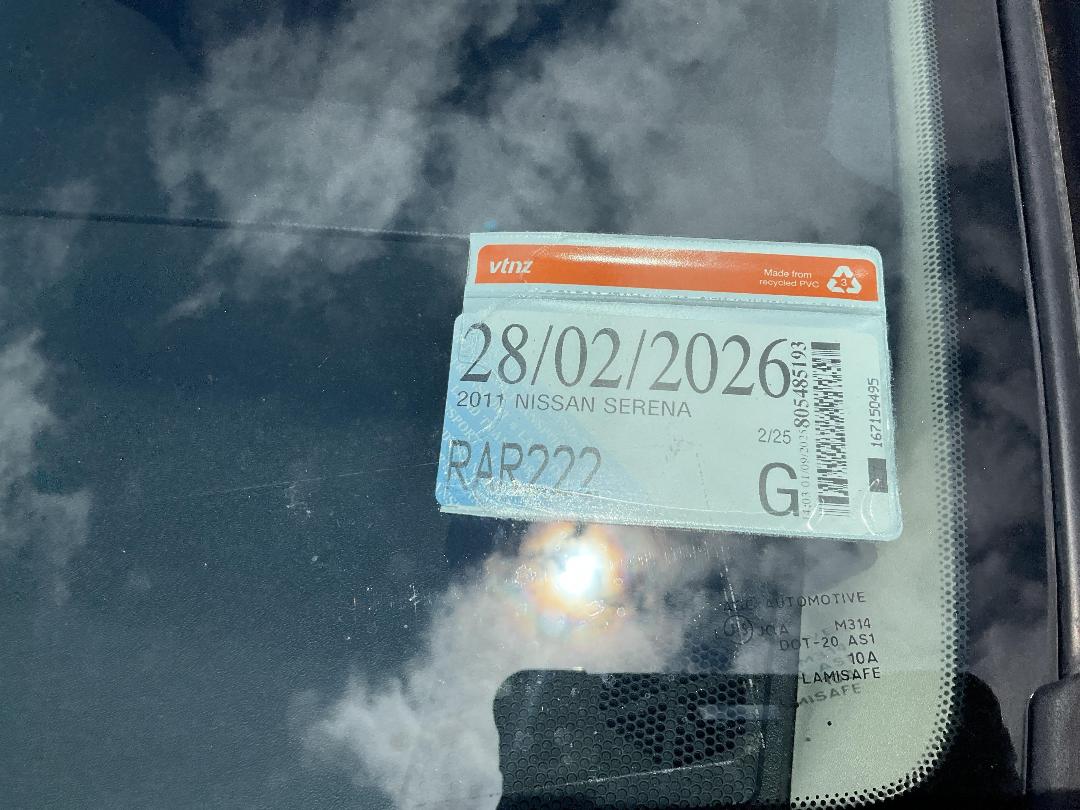 vtnz
Made from
recycled PVC
3
28/02/2026
2011 NISSAN SERENA
2/25
RAR222
G
805485193
167150495
AUTOMOTIVE
M314
DOT-20 AS1
10A
LAMISAFE